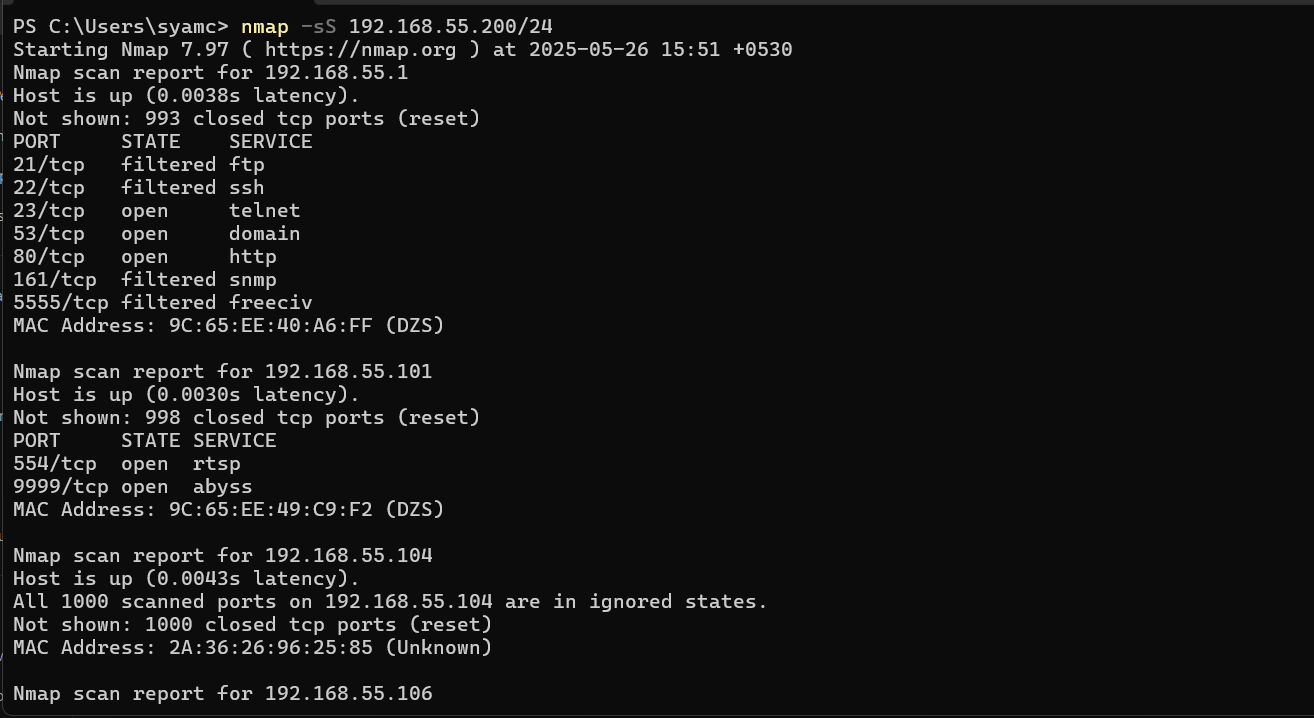 PS C:\Users\syamc> nmap -sS 192.168.55.200/24
Starting Nmap 7.97 ( https://nmap.org ) at 2025-05-26 15:51 +0530
Nmap scan report for 192.168.55.1
Host is up (0.0038s latency).
Not shown: 993 closed tcp ports (reset)
PORT     STATE    SERVICE
21/tcp   filtered ftp
22/tcp   filtered ssh
23/tcp   open     telnet
53/tcp   open     domain
80/tcp   open     http
161/tcp  filtered snmp
5555/tcp filtered freeciv
MAC Address: 9C:65:EE:40:A6:FF (DZS)

Nmap scan report for 192.168.55.101
Host is up (0.0030s latency).
Not shown: 998 closed tcp ports (reset)
PORT     STATE SERVICE
554/tcp  open  rtsp
9999/tcp open  abyss
MAC Address: 9C:65:EE:49:C9:F2 (DZS)

Nmap scan report for 192.168.55.104
Host is up (0.0043s latency).
All 1000 scanned ports on 192.168.55.104 are in ignored states.
Not shown: 1000 closed tcp ports (reset)
MAC Address: 2A:36:26:96:25:85 (Unknown)

Nmap scan report for 192.168.55.106